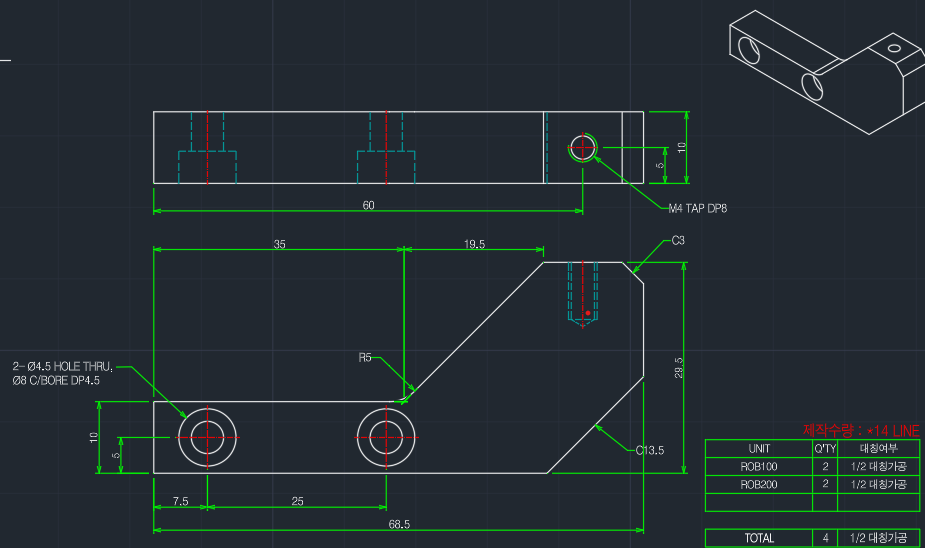 10
5
60
M4 TAP DP8
35
19.5
C3
R5
29.5
2- Ø4.5 HOLE THRU,
Ø8 C/BORE DP4.5
10
5
C13.5
7.5
25
68.5
제작수량 : *14 LINE
UNIT Q'TY 대칭여부
ROB100 2 1/2 대칭가공
ROB200 2 1/2 대칭가공
TOTAL 4 1/2 대칭가공